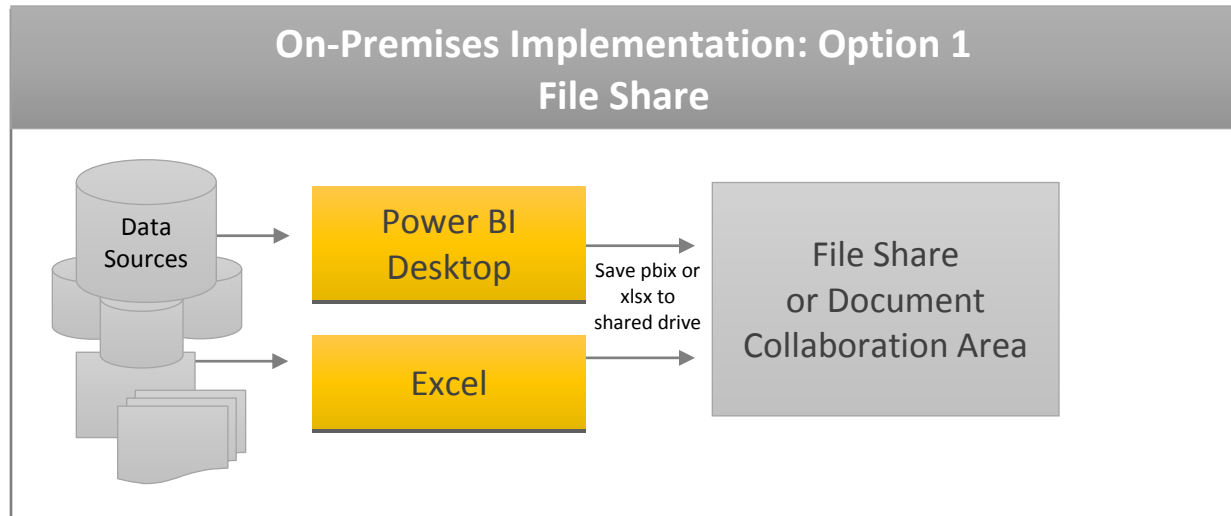 On-Premises Implementation: Option 1
File Share
Data
Sources
Power BI
Desktop
Excel
Save pbix or
xlsx to
shared drive
File Share
or Document
Collaboration Area